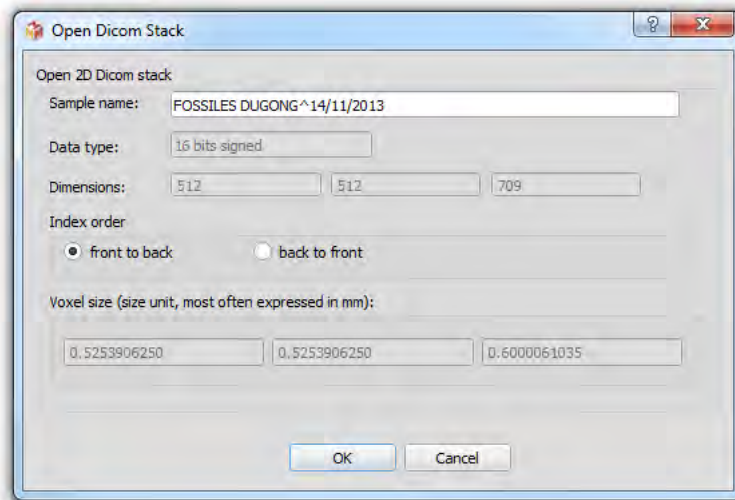 Open Dicom Stack
Open 2D Dicom stack
Sample name: FOSSILES DUGONG^14/11/2013
Data type: 16 bits signed
Dimensions: 512 512 709
Index order
front to back back to front
Voxel size (size unit, most often expressed in mm):
0.5253906250 0.5253906250 0.6000061035
OK Cancel